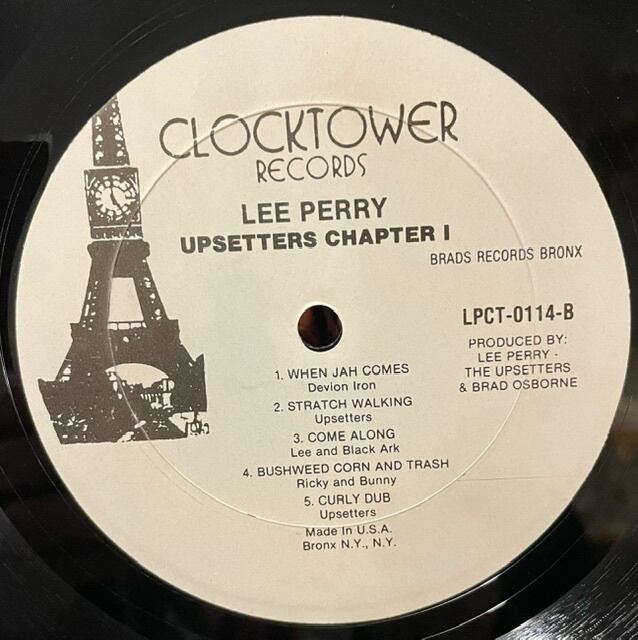 CLOCKTOWER
RECORDS
LEE PERRY
UPSETTERS CHAPTER I
BRADS RECORDS BRONX
LPCT-0114-B
PRODUCED BY:
LEE PERRY -
THE UPSETTERS
& BRAD OSBORNE
1. WHEN JAH COMES
Devion Iron
2. STRATCH WALKING
Upsetters
3. COME ALONG
Lee and Black Ark
4. BUSHWEED CORN AND TRASH
Ricky and Bunny
5. CURLY DUB
Upsetters
Made In U.S.A.
Bronx N.Y., N.Y.